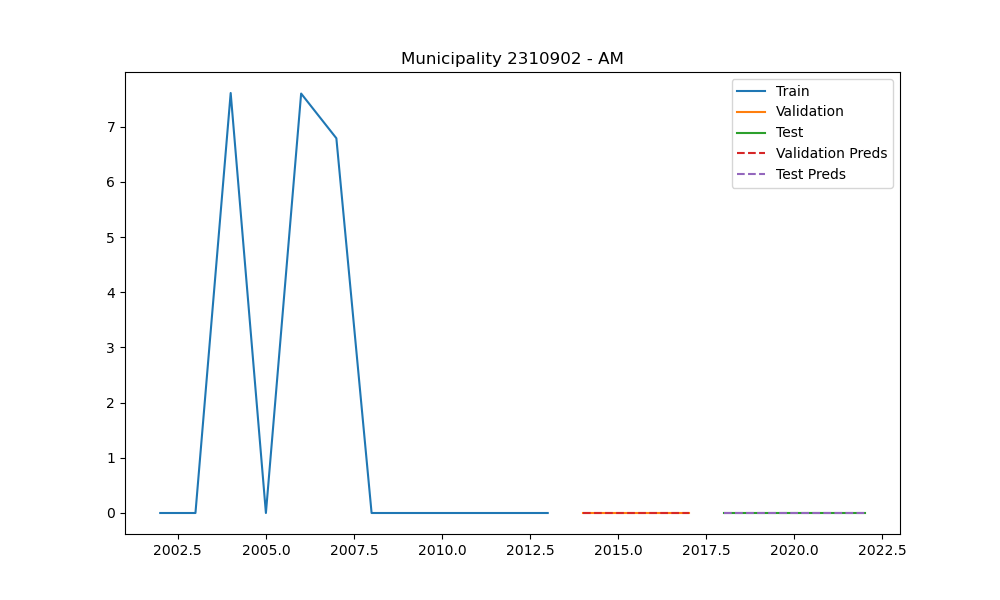 Municipality 2310902 - AM
Train
Validation
Test
Validation Preds
Test Preds
7
6
5
4
3
2
1
0
2002.5 2005.0 2007.5 2010.0 2012.5 2015.0 2017.5 2020.0 2022.5